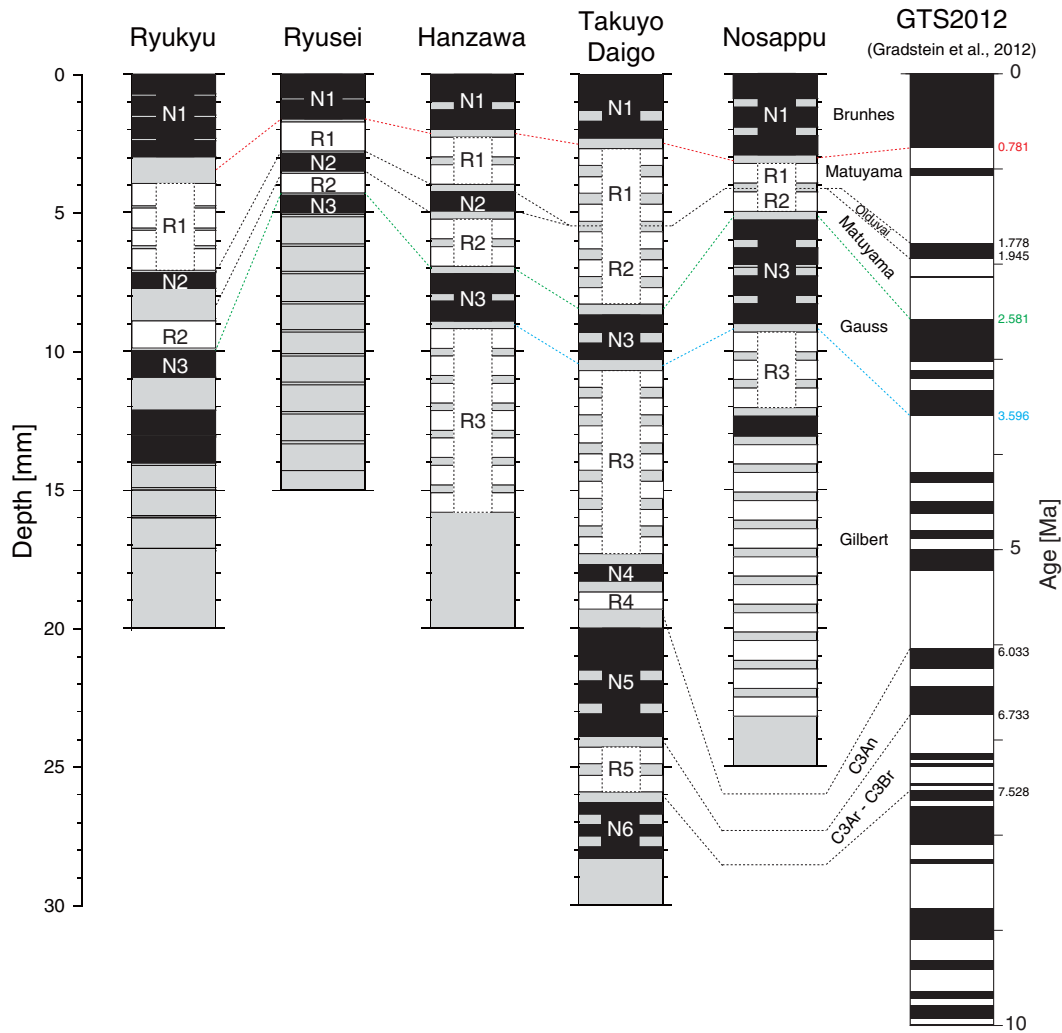 Ryukyu
Ryusei
Hanzawa
Takuyo
Daigo
Nosappu
GTS2012
(Gradstein et al., 2012)
Depth [mm]
0
5
10
15
20
25
30
N1
R1
N2
R2
N3
N1
R1
N2
R2
N3
N1
R1
N2
R2
N3
R3
N1
R1
R2
N3
R3
N4
R4
N5
R5
N6
N1
R1
R2
N3
R3
Brunhes
Matuyama
Olduvai
Matuyama
Gauss
Gilbert
C3An
C3Ar - C3Br
0
0.781
1.778
1.945
2.581
3.596
5
6.033
6.733
7.528
10
Age [Ma]